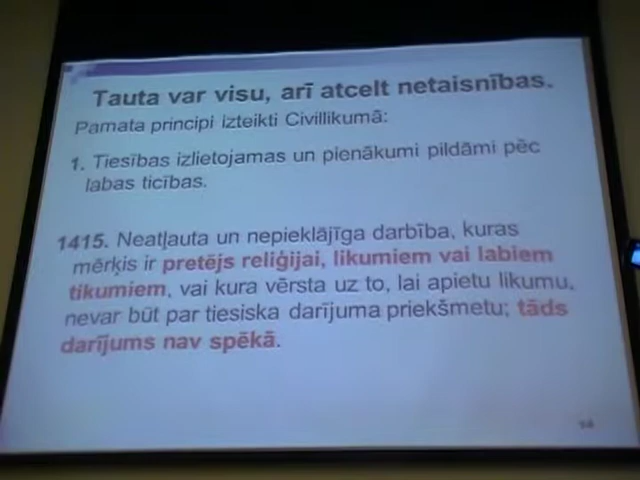 Tauta var visu, arī atcelt netaisnības.
Pamata principi izteikti Civillikumā:
1. Tiesības izlietojamas un pienākumi pildāmi pēc
labas ticības.
1415. Neatļauta un nepieklājīga darbība, kuras
mērķis ir pretējs reliģijai, likumiem vai labiem
tikumiem, vai kura vērsta uz to, lai apietu likumu,
nevar būt par tiesiska darījuma priekšmetu; tāds
darījums nav spēkā.